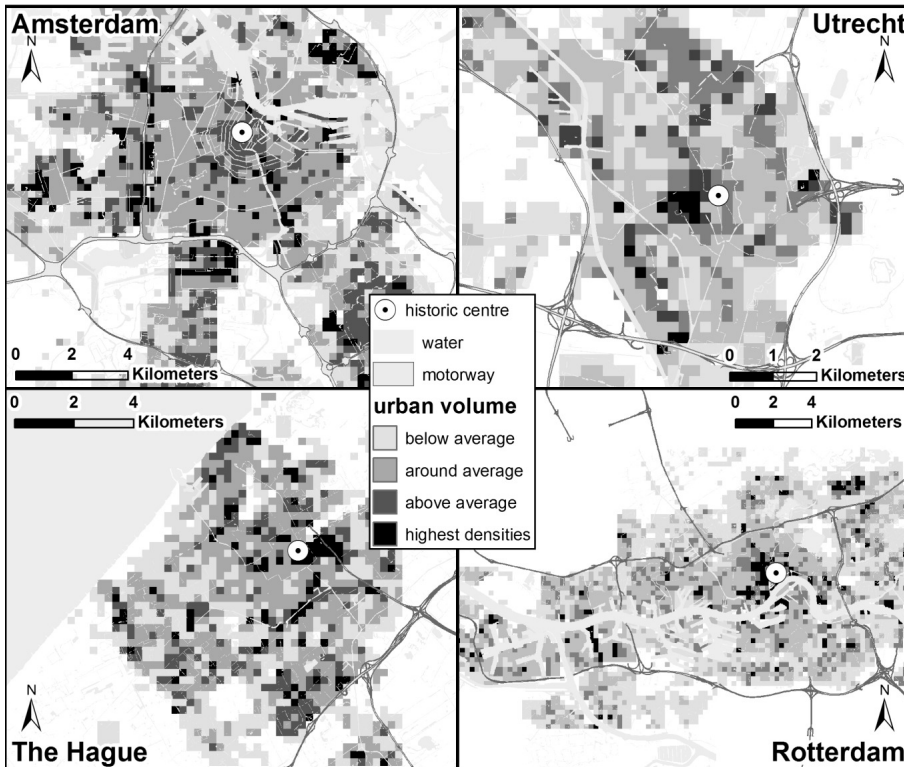 Amsterdam
N
0 2 4
Kilometers
Utrecht
N
0 1 2
Kilometers
historic centre
water
motorway
urban volume
below average
around average
above average
highest densities
0 2 4
Kilometers
N
The Hague
0 2 4
Kilometers
N
Rotterdam